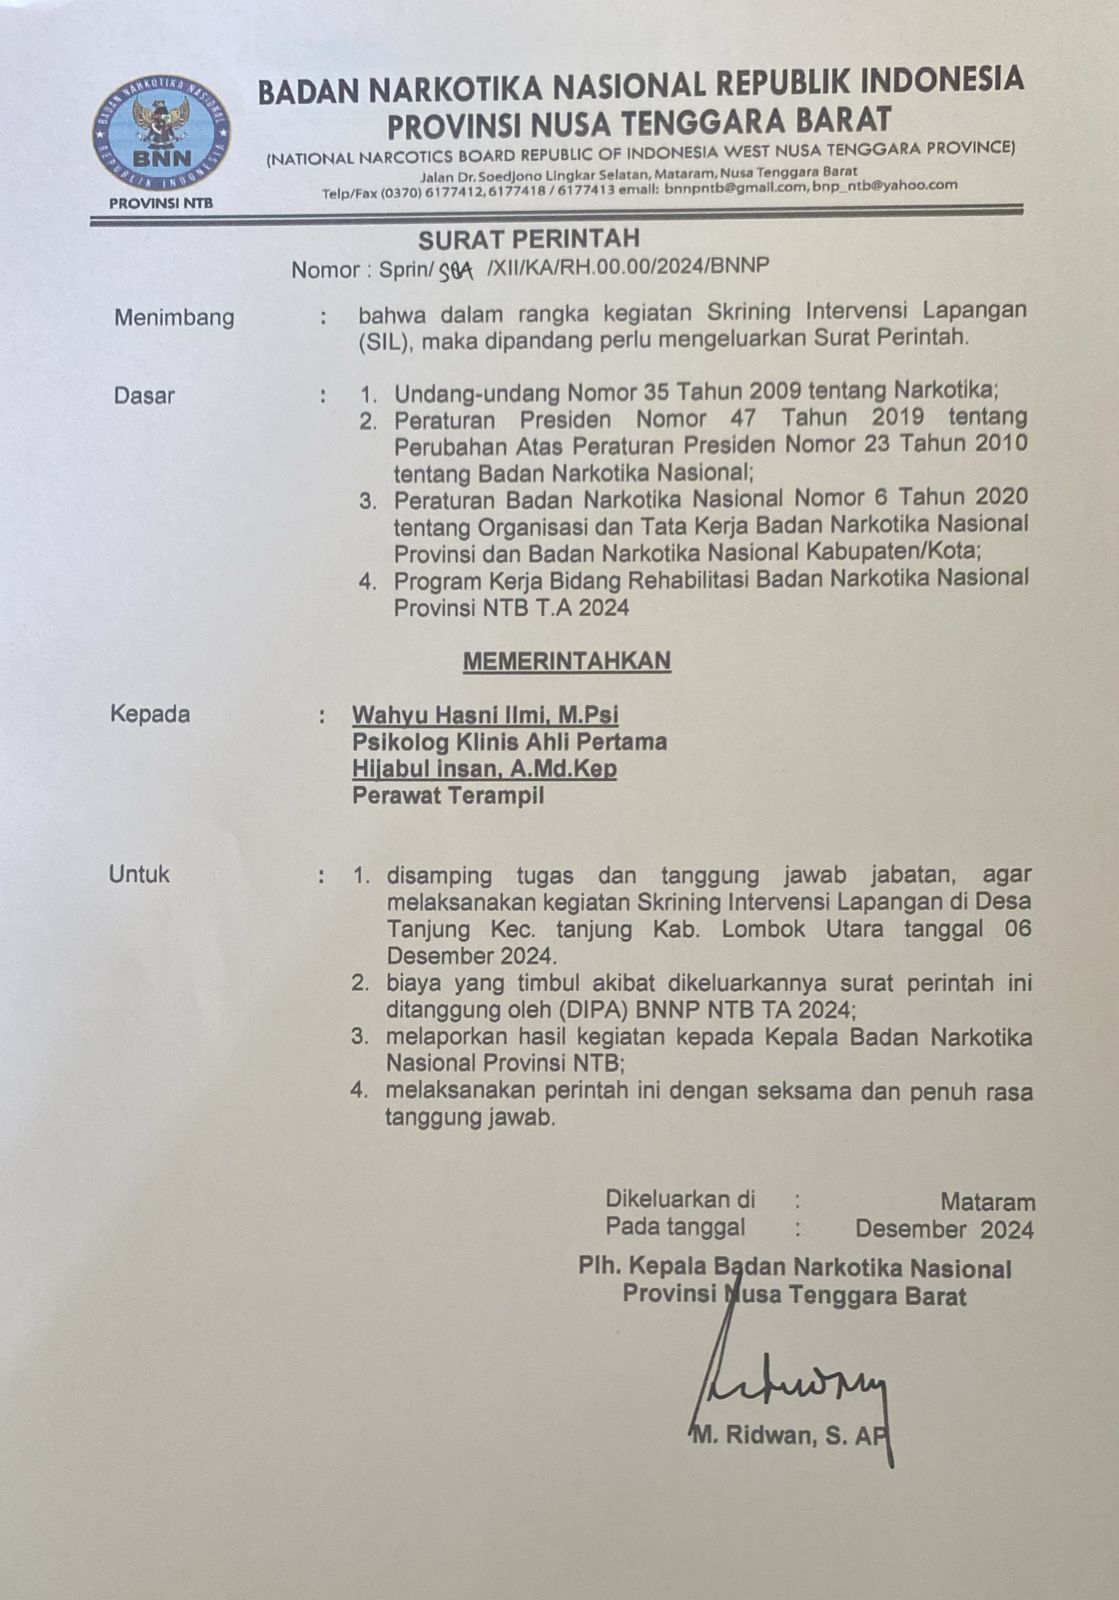 BADAN NARKOTIKA NASIONAL
REPUBLIK INDONESIA
BNN
PROVINSI NTB
BADAN NARKOTIKA NASIONAL REPUBLIK INDONESIA
PROVINSI NUSA TENGGARA BARAT
(NATIONAL NARCOTICS BOARD REPUBLIC OF INDONESIA WEST NUSA TENGGARA PROVINCE)
Jalan Dr. Soedjono Lingkar Selatan, Mataram, Nusa Tenggara Barat
Telp/Fax (0370) 6177412, 6177418 / 6177413 email: bnnpntb@gmail.com, bnp_ntb@yahoo.com
SURAT PERINTAH
Nomor : Sprin/ /XII/KA/RH.00.00/2024/BNNP
Menimbang : bahwa dalam rangka kegiatan Skrining Intervensi Lapangan
(SIL), maka dipandang perlu mengeluarkan Surat Perintah.
Dasar : 1. Undang-undang Nomor 35 Tahun 2009 tentang Narkotika;
2. Peraturan Presiden Nomor 47 Tahun 2019 tentang
Perubahan Atas Peraturan Presiden Nomor 23 Tahun 2010
tentang Badan Narkotika Nasional;
3. Peraturan Badan Narkotika Nasional Nomor 6 Tahun 2020
tentang Organisasi dan Tata Kerja Badan Narkotika Nasional
Provinsi dan Badan Narkotika Nasional Kabupaten/Kota;
4. Program Kerja Bidang Rehabilitasi Badan Narkotika Nasional
Provinsi NTB T.A 2024
MEMERINTAHKAN
Kepada : Wahyu Hasni Ilmi, M.Psi
Psikolog Klinis Ahli Pertama
Hijabul insan, A.Md.Kep
Perawat Terampil
Untuk : 1. disamping tugas dan tanggung jawab jabatan, agar
melaksanakan kegiatan Skrining Intervensi Lapangan di Desa
Tanjung Kec. tanjung Kab. Lombok Utara tanggal 06
Desember 2024.
2. biaya yang timbul akibat dikeluarkannya surat perintah ini
ditanggung oleh (DIPA) BNNP NTB TA 2024;
3. melaporkan hasil kegiatan kepada Kepala Badan Narkotika
Nasional Provinsi NTB;
4. melaksanakan perintah ini dengan seksama dan penuh rasa
tanggung jawab.
Dikeluarkan di : Mataram
Pada tanggal : Desember 2024
Plh. Kepala Badan Narkotika Nasional
Provinsi Nusa Tenggara Barat
M. Ridwan, S. AP